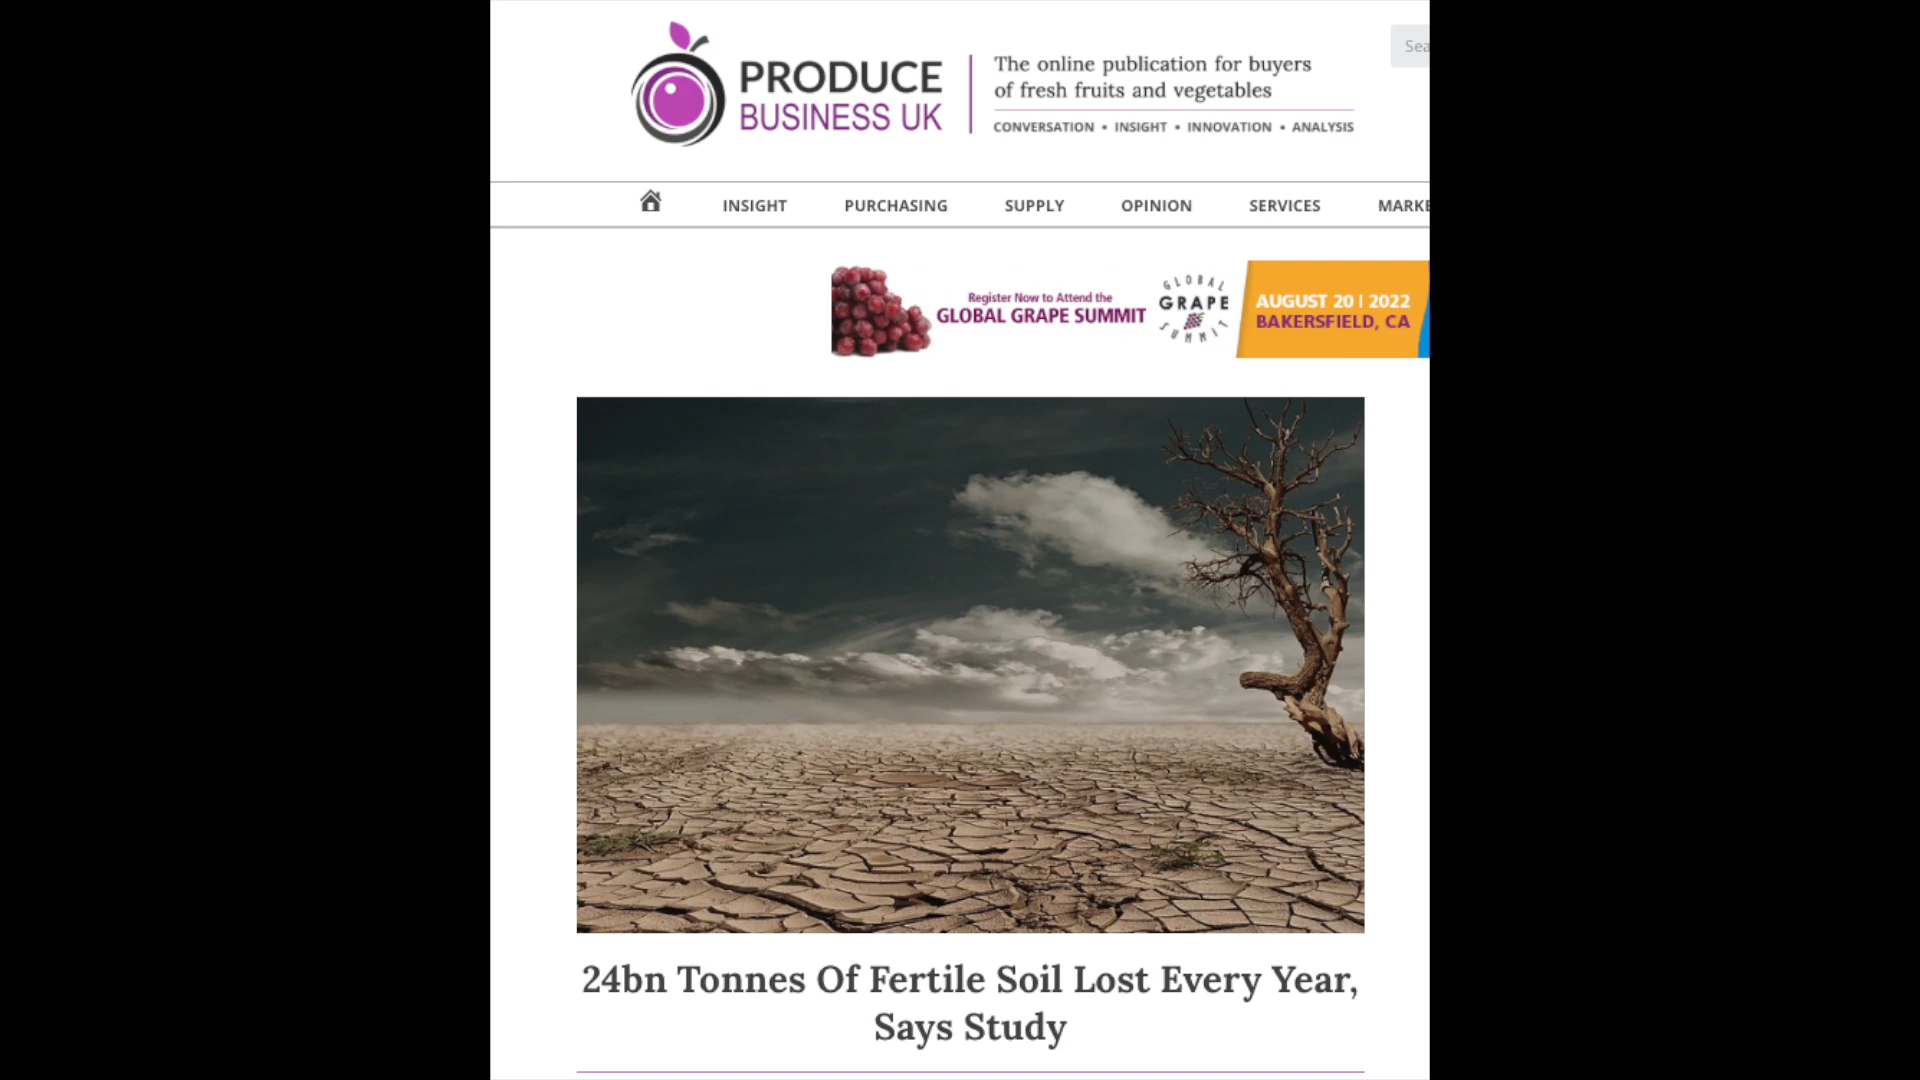 PRODUCE
BUSINESS UK
The online publication for buyers
of fresh fruits and vegetables
CONVERSATION • INSIGHT • INNOVATION • ANALYSIS
Sea
INSIGHT PURCHASING SUPPLY OPINION SERVICES MARKE
Register Now to Attend the
GLOBAL GRAPE SUMMIT
GLOBAL
GRAPE
SUMMIT
AUGUST 20 | 2022
BAKERSFIELD, CA
24bn Tonnes Of Fertile Soil Lost Every Year,
Says Study